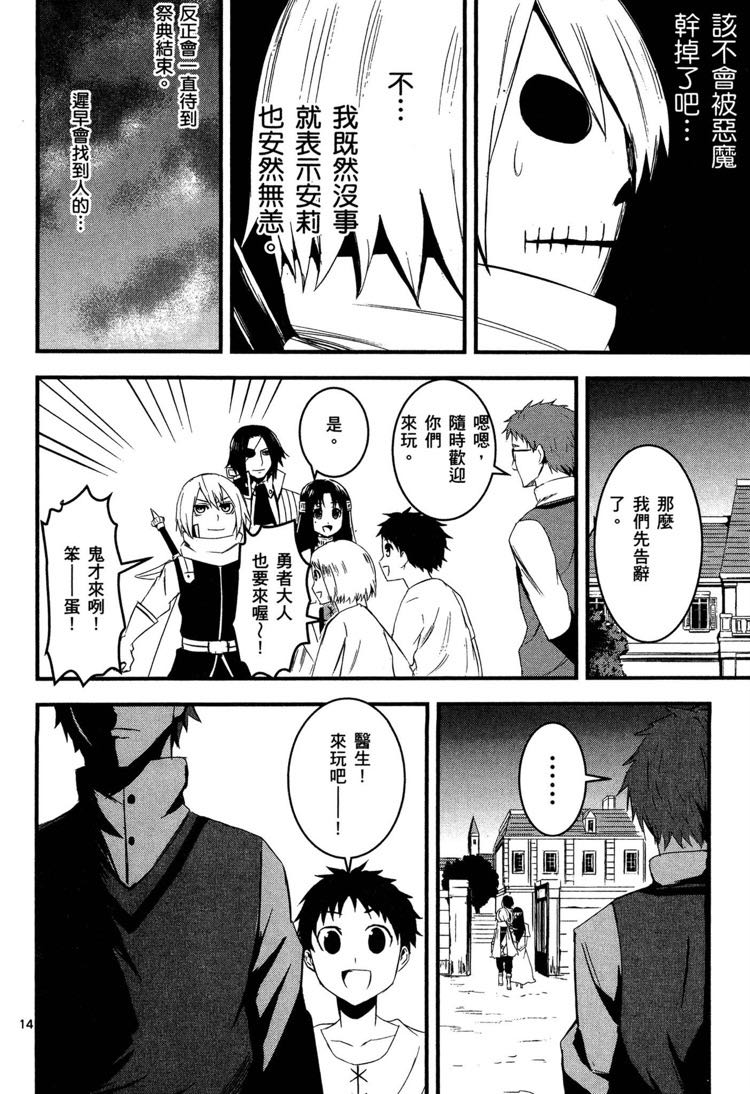 該不會被惡魔
幹掉了吧…
不…
我既然沒事
就表示安莉
也安然無恙。
反正會一直待到
祭典結束。
遲早會找到人的…
那麼
我們先告辭
了。
嗯嗯，
隨時歡迎
你們
來玩。
是。
勇者大人
也要來喔～！
鬼才來咧！
笨——蛋！
……
醫生！
來玩吧——！
14